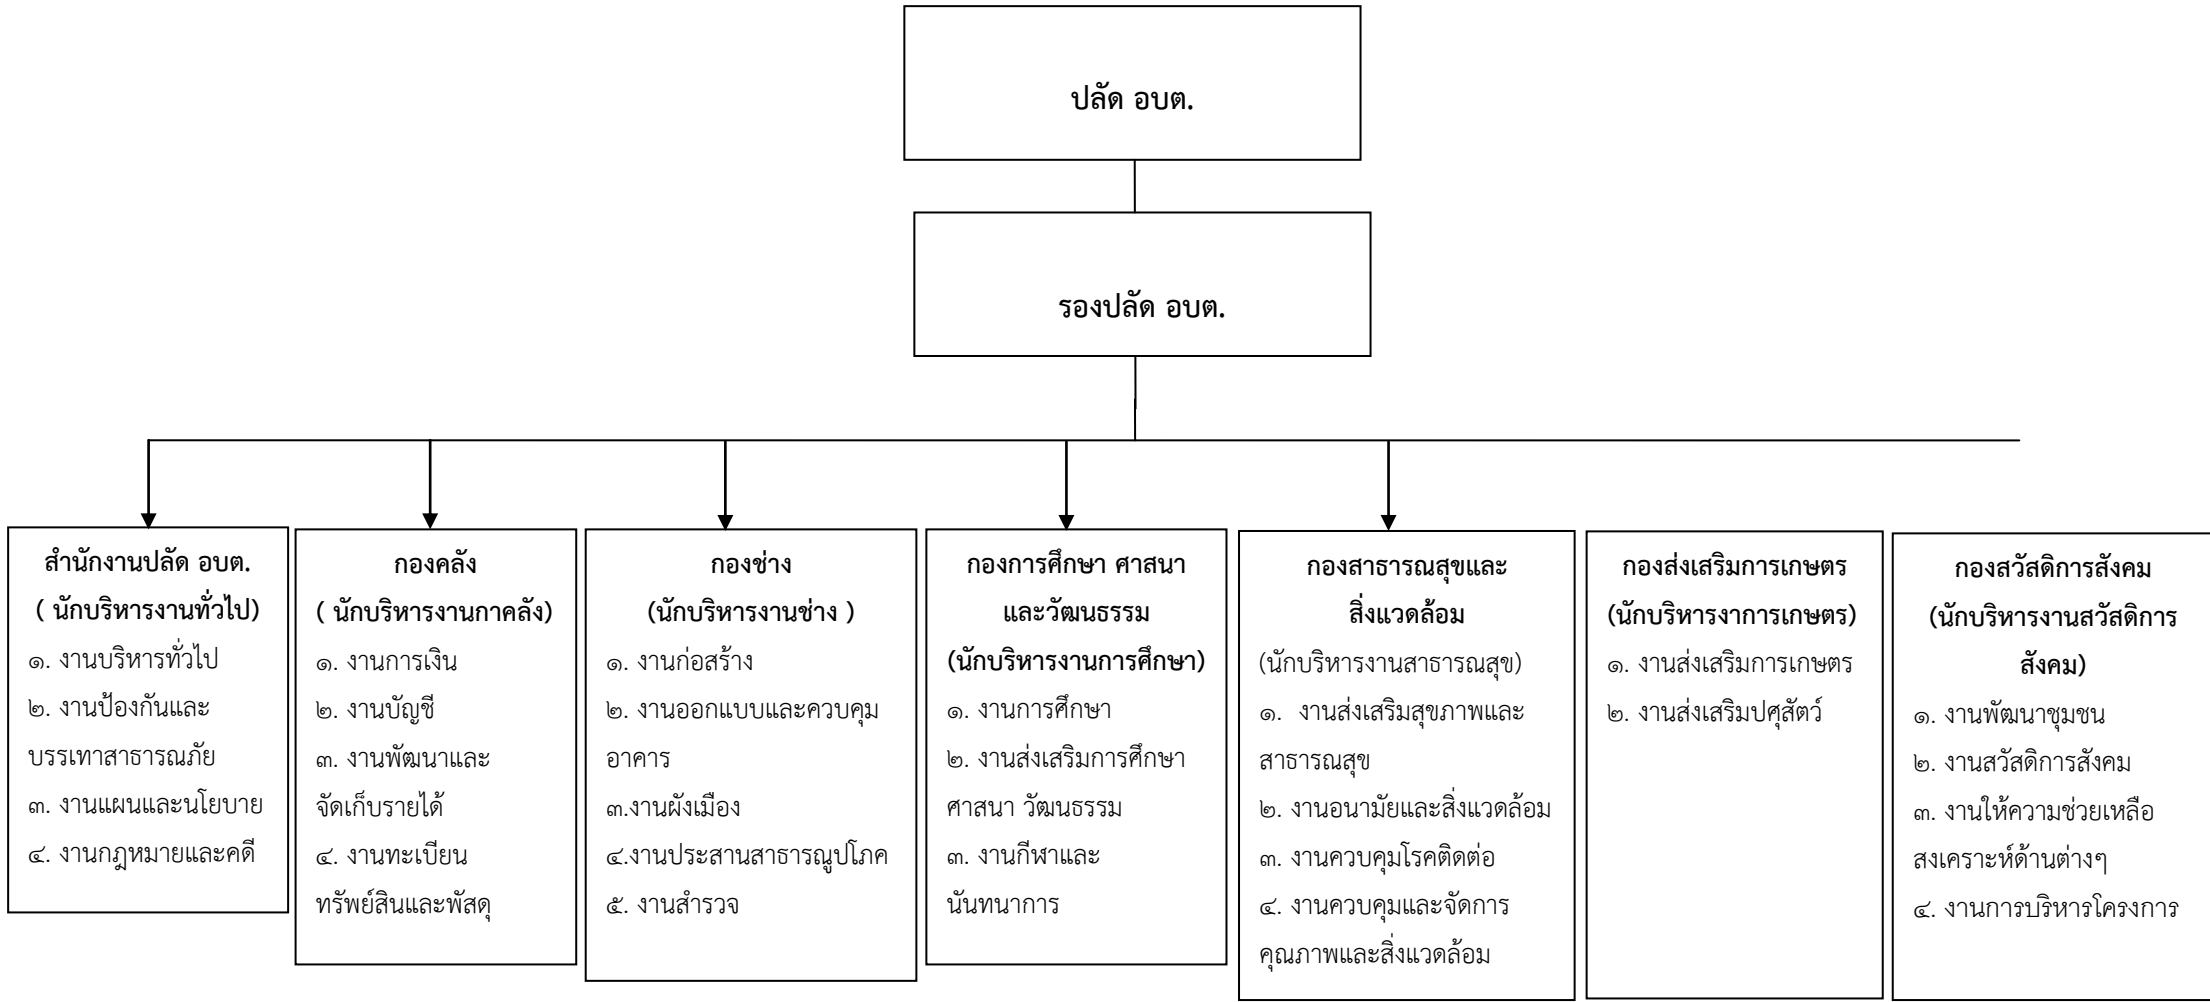 ปลัด อบต.
รองปลัด อบต.
สำนักงานปลัด อบต.
( นักบริหารงานทั่วไป)
๑. งานบริหารทั่วไป
๒. งานป้องกันและ
บรรเทาสาธารณภัย
๓. งานแผนและนโยบาย
๔. งานกฎหมายและคดี
กองคลัง
( นักบริหารงานกาคลัง)
๑. งานการเงิน
๒. งานบัญชี
๓. งานพัฒนาและ
จัดเก็บรายได้
๔. งานทะเบียน
ทรัพย์สินและพัสดุ
กองช่าง
(นักบริหารงานช่าง )
๑. งานก่อสร้าง
๒. งานออกแบบและควบคุม
อาคาร
๓.งานผังเมือง
๔.งานประสานสาธารณูปโภค
๕. งานสำรวจ
กองการศึกษา ศาสนา
และวัฒนธรรม
(นักบริหารงานการศึกษา)
๑. งานการศึกษา
๒. งานส่งเสริมการศึกษา
ศาสนา วัฒนธรรม
๓. งานกีฬาและ
นันทนาการ
กองสาธารณสุขและ
สิ่งแวดล้อม
(นักบริหารงานสาธารณสุข)
๑. งานส่งเสริมสุขภาพและ
สาธารณสุข
๒. งานอนามัยและสิ่งแวดล้อม
๓. งานควบคุมโรคติดต่อ
๔. งานควบคุมและจัดการ
คุณภาพและสิ่งแวดล้อม
กองส่งเสริมการเกษตร
(นักบริหารงาการเกษตร)
๑. งานส่งเสริมการเกษตร
๒. งานส่งเสริมปศุสัตว์
กองสวัสดิการสังคม
(นักบริหารงานสวัสดิการ
สังคม)
๑. งานพัฒนาชุมชน
๒. งานสวัสดิการสังคม
๓. งานให้ความช่วยเหลือ
สงเคราะห์ด้านต่างๆ
๔. งานการบริหารโครงการ